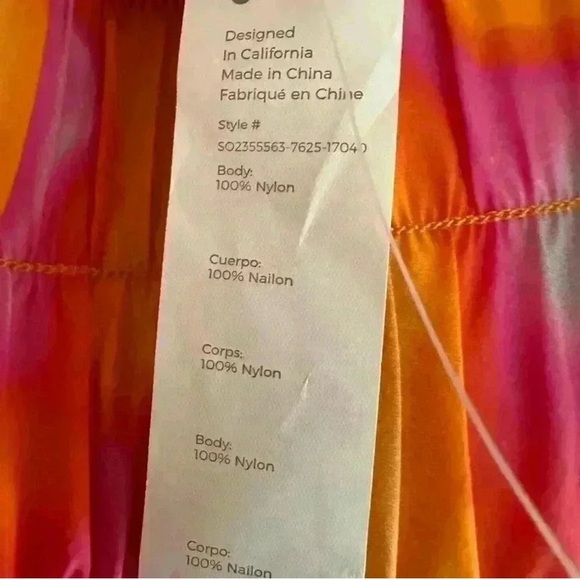 Designed
In California
Made in China
Fabriqué en Chine
Style #
SO2355563-7625-17040
Body:
100% Nylon
Cuerpo:
100% Nailon
Corps:
100% Nylon
Body:
100% Nylon
Corpo:
100% Nailon